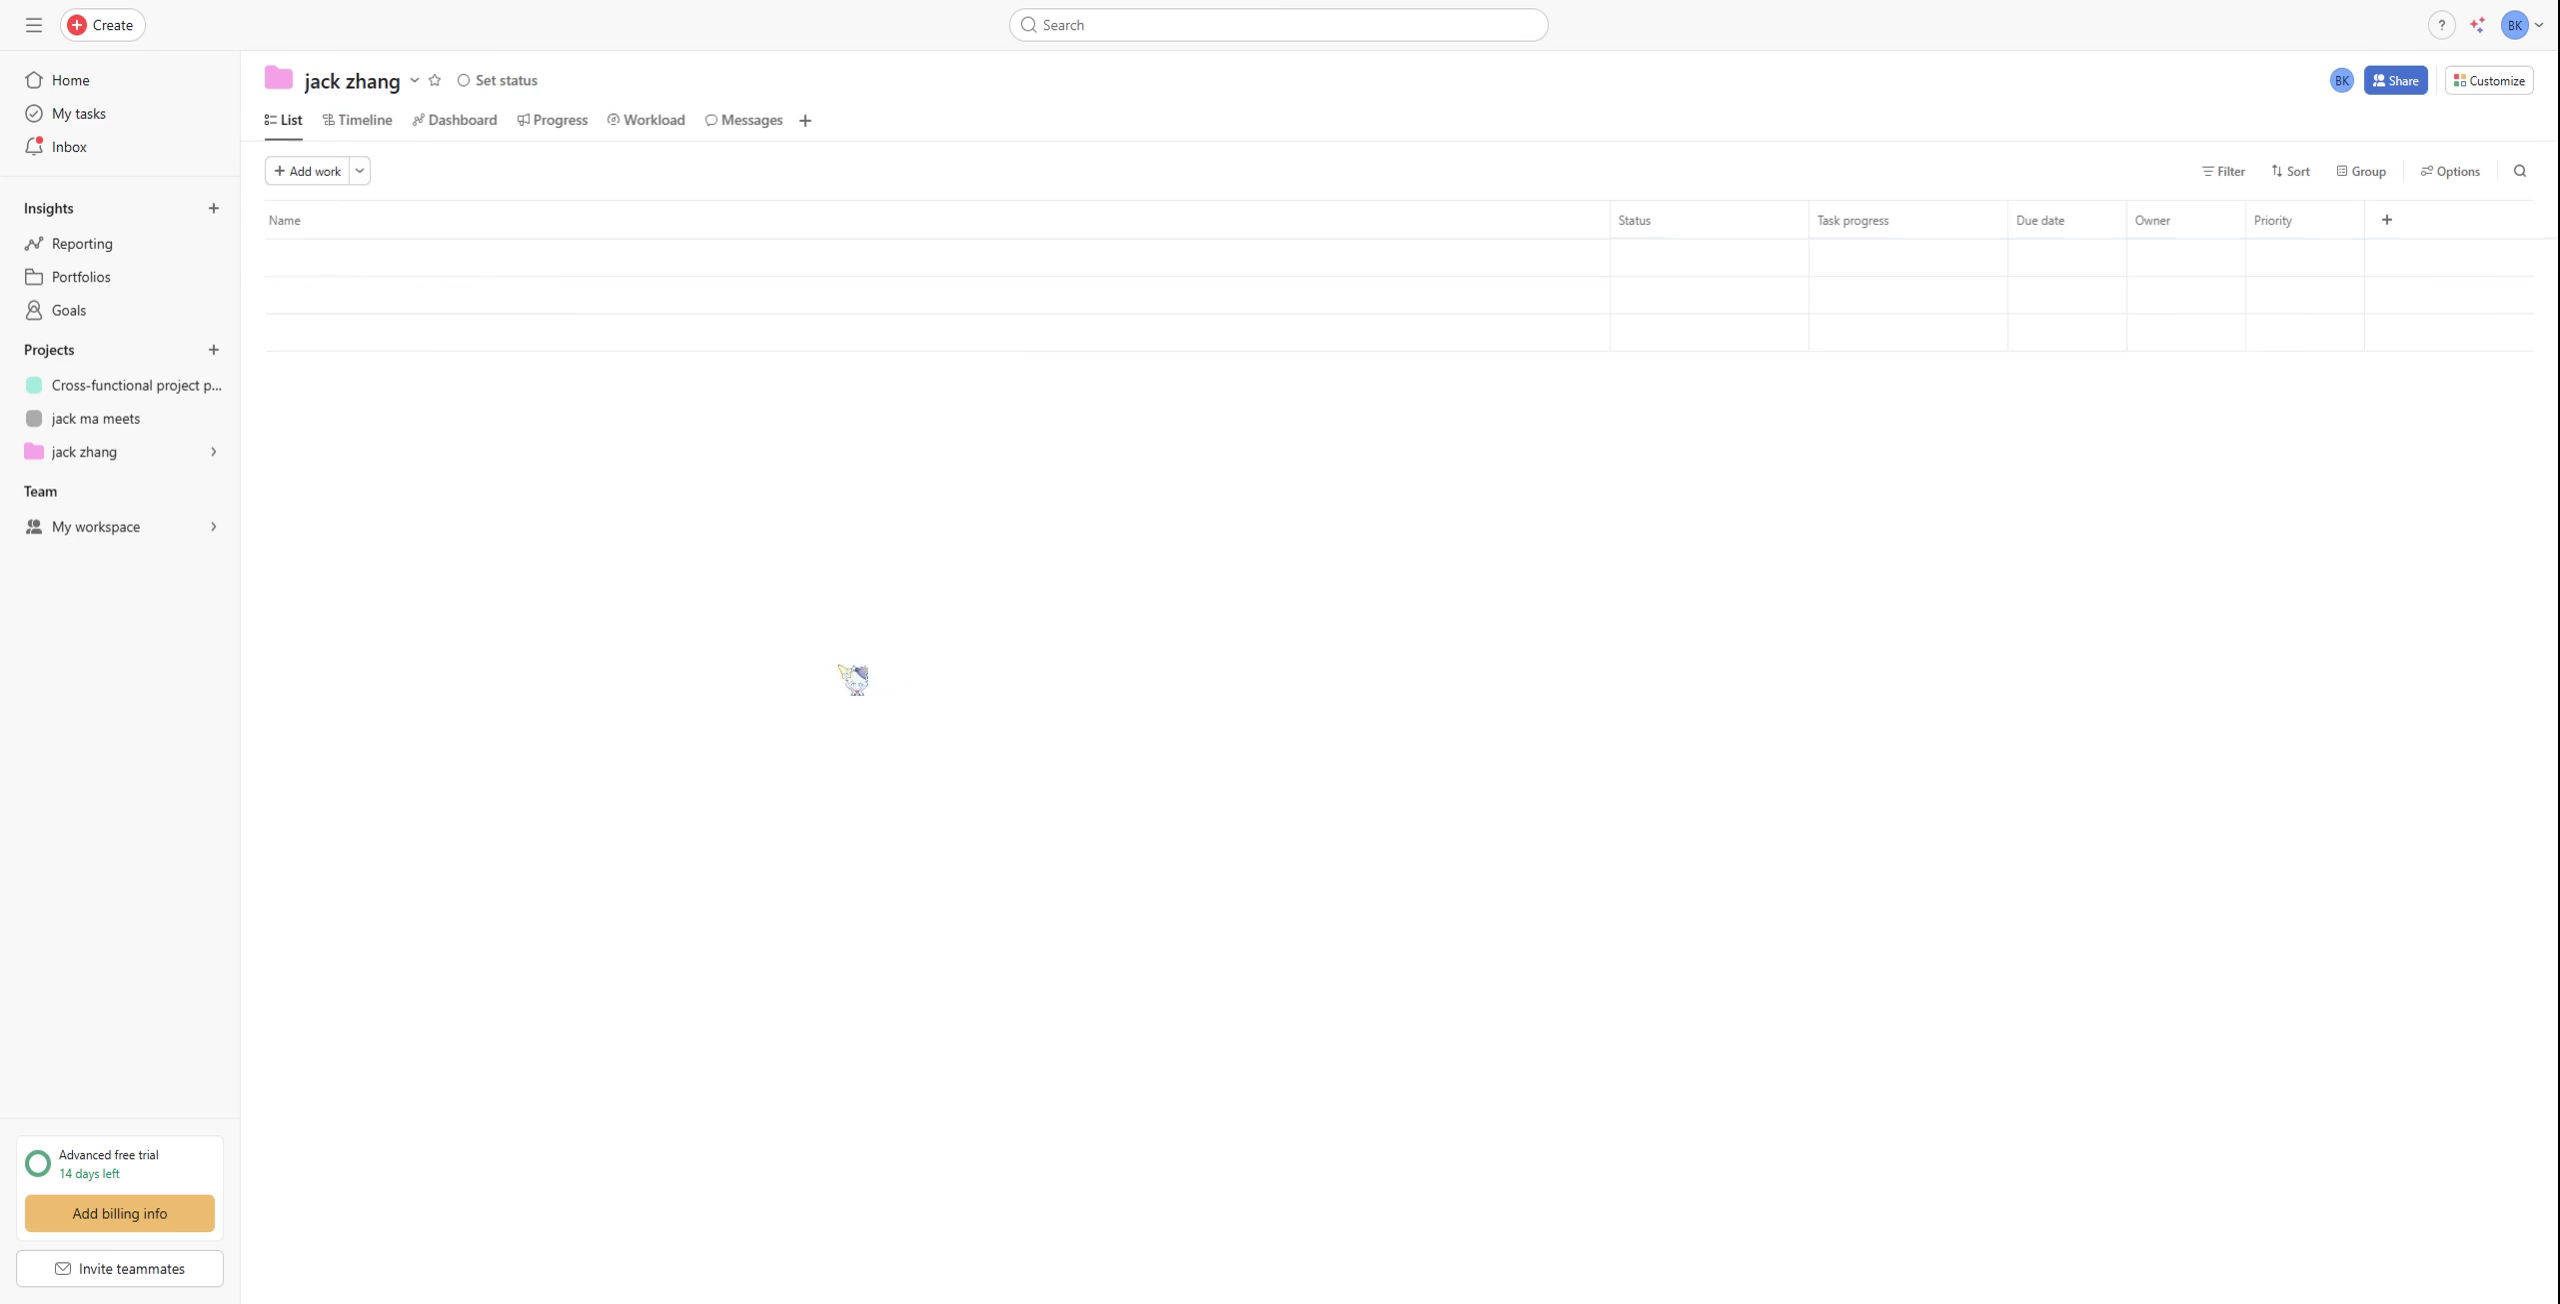 Create
Search
?
BK
Home
My tasks
Inbox
Insights
Reporting
Portfolios
Goals
Projects
Cross-functional project p...
jack ma meets
jack zhang
Team
My workspace
Advanced free trial
14 days left
Add billing info
Invite teammates
jack zhang
Set status
BK
Share
Customize
List
Timeline
Dashboard
Progress
Workload
Messages
Add work
Filter
Sort
Group
Options
Name
Status
Task progress
Due date
Owner
Priority